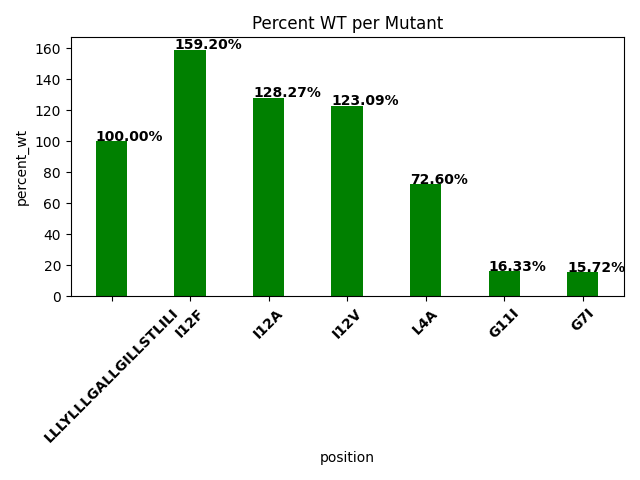 Percent WT per Mutant
percent_wt
160
140
120
100
80
60
40
20
0
100.00%
159.20%
128.27%
123.09%
72.60%
16.33%
15.72%
LLLYLLLGALLGILLSTLILI
I12F
I12A
I12V
L4A
G11I
G7I
position